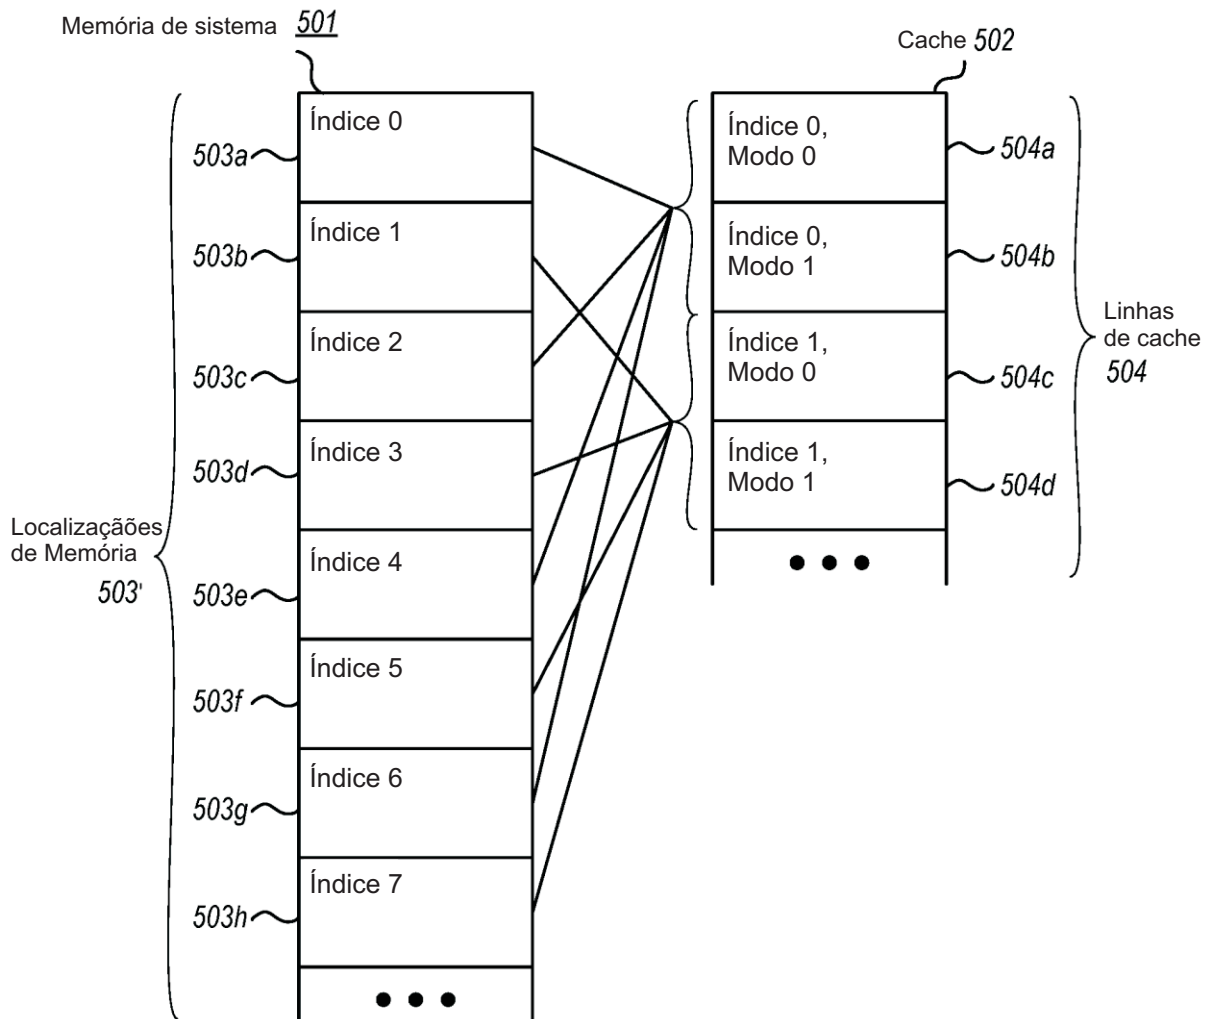 Memória de sistema 501
Cache 502
Índice 0
Índice 1
Índice 2
Índice 3
Índice 4
Índice 5
Índice 6
Índice 7
503a
503b
503c
503d
503e
503f
503g
503h
Localizaçãões
de Memória
503'
Índice 0,
Modo 0
Índice 0,
Modo 1
Índice 1,
Modo 0
Índice 1,
Modo 1
504a
504b
504c
504d
Linhas
de cache
504